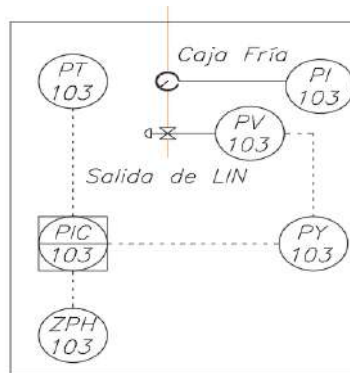 PT
103
Caja Fría
PI
103
PV
103
Salida de LIN
PIC
103
PY
103
ZPH
103